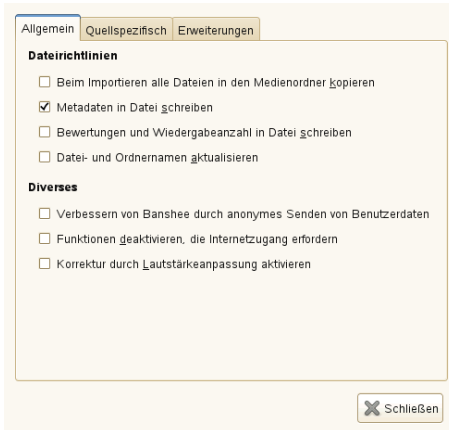 Allgemein Quellspezifisch Erweiterungen
Dateirichtlinien
Beim Importieren alle Dateien in den Medienordner kopieren
Metadaten in Datei schreiben
Bewertungen und Wiedergabeanzahl in Datei schreiben
Datei- und Ordnernamen aktualisieren
Diverses
Verbessern von Banshee durch anonymes Senden von Benutzerdaten
Funktionen deaktivieren, die Internetzugang erfordern
Korrektur durch Lautstärkeanpassung aktivieren
Schließen